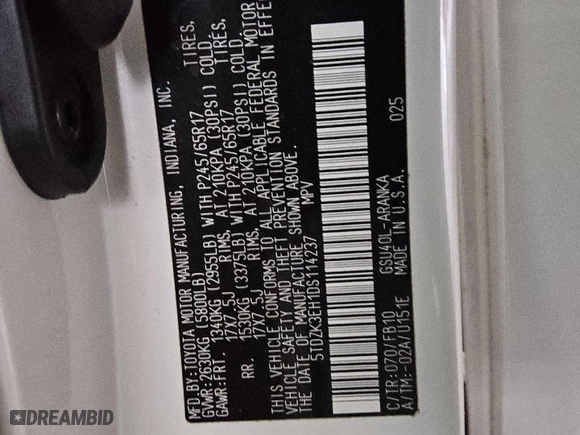 MFD.BY:TOYOTA MOTOR MANUFACTURING, INDIANA, INC.
GVWR:2630KG (5800LB)
GAWR:FRT. 1340KG (2955LB) WITH P245/65R17 TIRES,
17X7.5J RIMS, AT 210KPA (30PSI) COLD.
RR. 1530KG (3375LB) WITH P245/65R17 TIRES,
17X7.5J RIMS, AT 210KPA (30PSI) COLD.
THIS VEHICLE CONFORMS TO ALL APPLICABLE FEDERAL MOTOR
VEHICLE SAFETY AND THEFT PREVENTION STANDARDS IN EFFE
THE DATE OF MANUFACTURE SHOWN ABOVE.
5TDZK3EH1DS114237 MPV
C/TR:070/FB10 GSU40L-ARANKA 025
A/TM:-02A/U151E MADE IN U.S.A.
DREAMBID